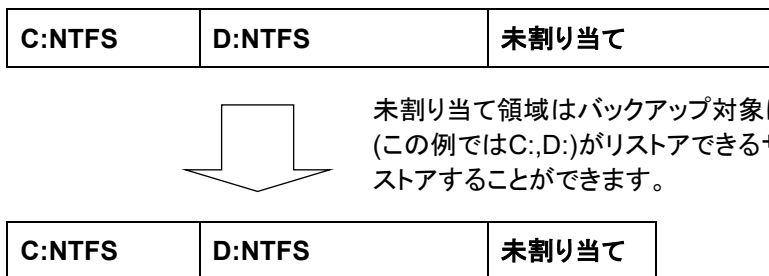 C:NTFS D:NTFS 未割り当て
未割り当て領域はバックアップ対象
(この例ではC:,D:)がリストアできる
ストアすることができます。
C:NTFS D:NTFS 未割り当て